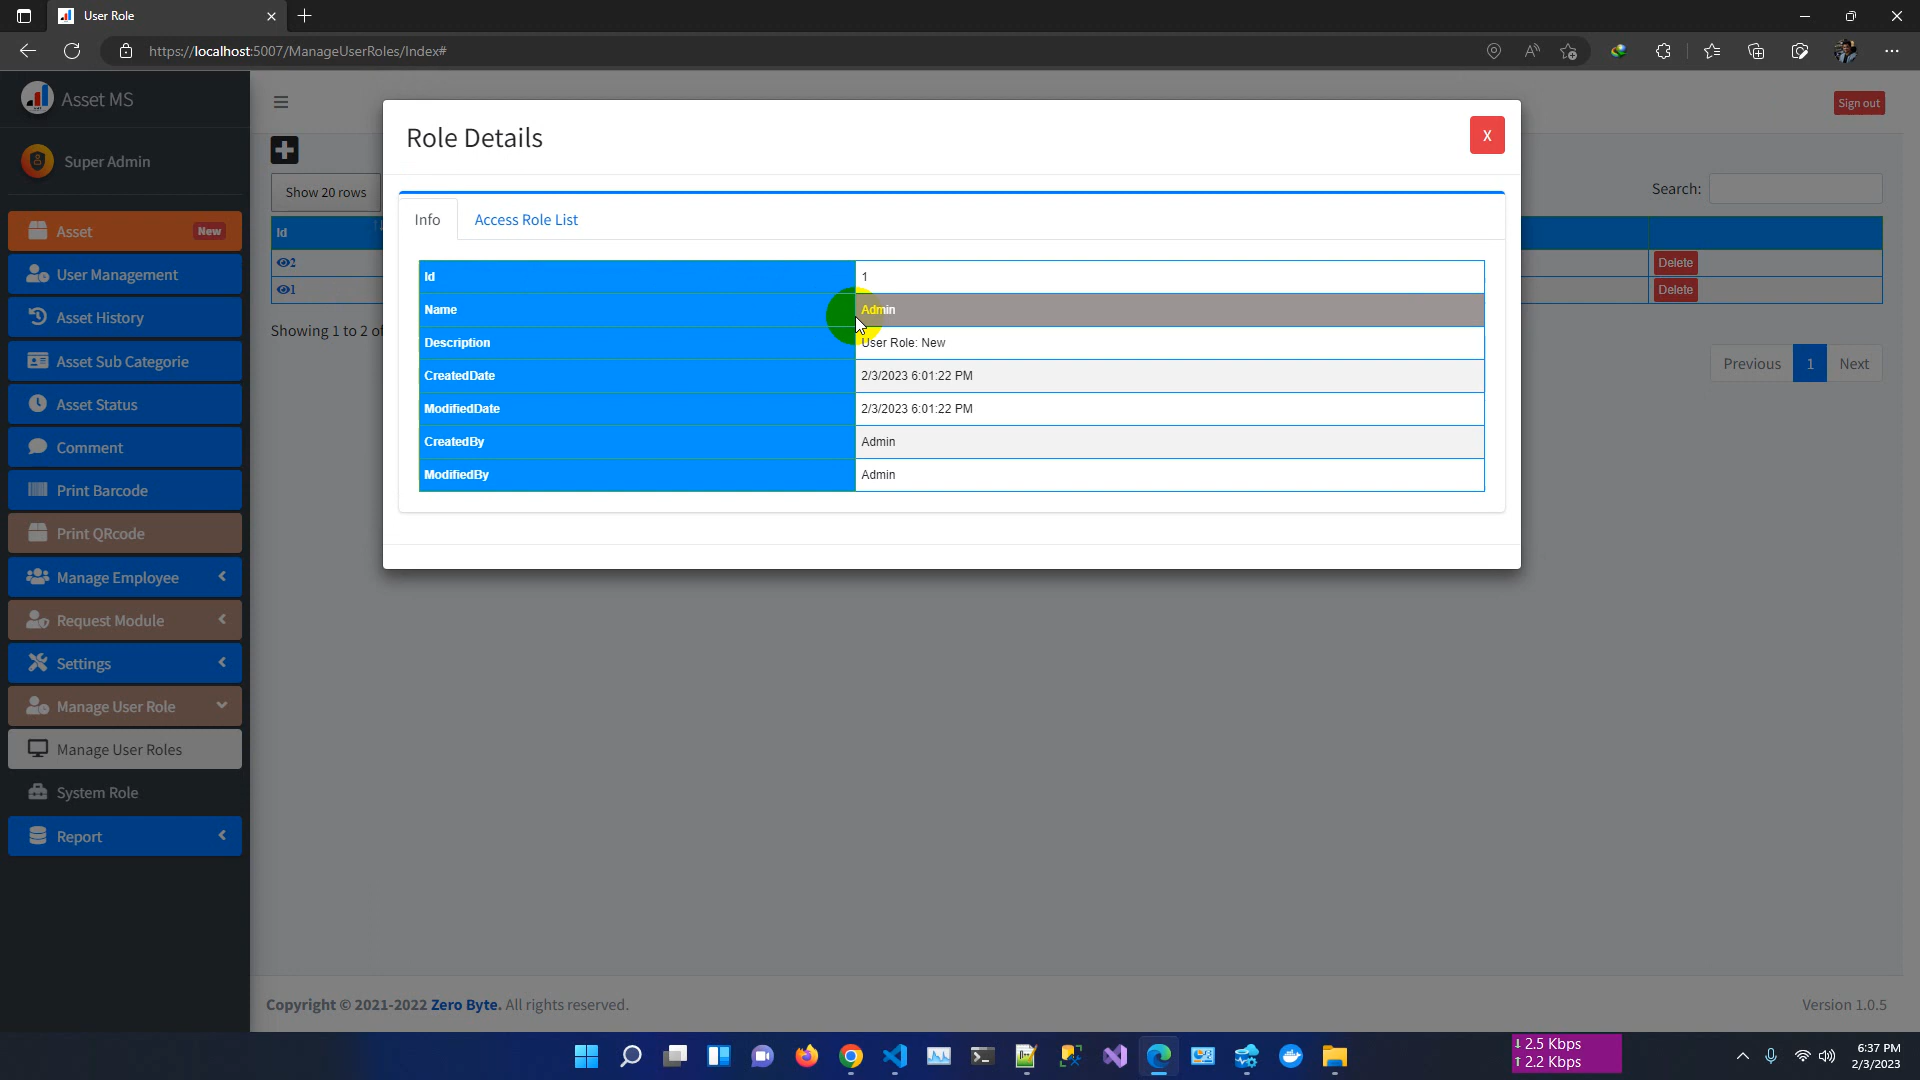 User Role
https://localhost:5007/ManageUserRoles/Index#
Asset MS
Super Admin
Asset New
User Management
Asset History
Asset Sub Categorie
Asset Status
Comment
Print Barcode
Print QRcode
Manage Employee
Request Module
Settings
Manage User Role
Manage User Roles
System Role
Report
Sign out
Show 20 rows
Search:
Id
2
Delete
1
Delete
Showing 1 to 2 of
Previous 1 Next
Role Details
X
Info Access Role List
Id 1
Name Admin
Description User Role: New
CreatedDate 2/3/2023 6:01:22 PM
ModifiedDate 2/3/2023 6:01:22 PM
CreatedBy Admin
ModifiedBy Admin
Copyright © 2021-2022 Zero Byte. All rights reserved.
Version 1.0.5
↓ 2.5 Kbps
↑ 2.2 Kbps
6:37 PM
2/3/2023